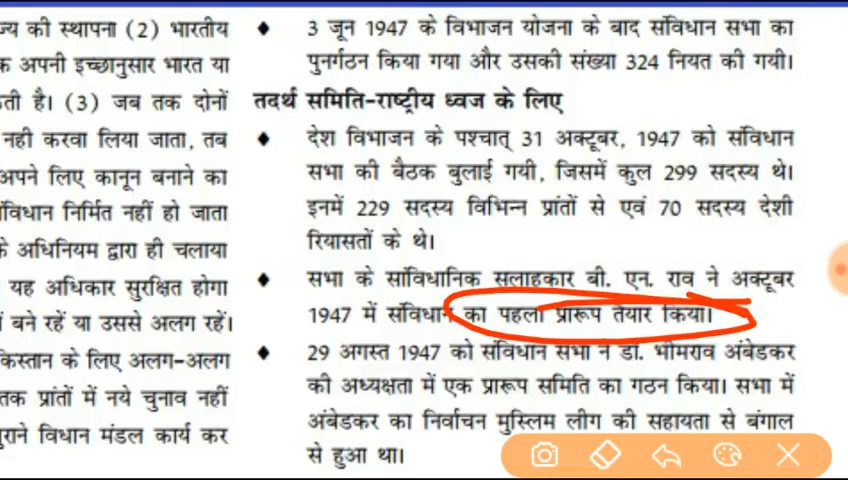 ज्य की स्थापना (2) भारतीय
क अपनी इच्छानुसार भारत या
ती है। (3) जब तक दोनों
नही करवा लिया जाता, तब
अपने लिए कानून बनाने का
विधान निर्मित नहीं हो जाता
के अधिनियम द्वारा ही चलाया
यह अधिकार सुरक्षित होगा
बने रहें या उससे अलग रहें।
किस्तान के लिए अलग-अलग
तक प्रांतों में नये चुनाव नहीं
पुराने विधान मंडल कार्य कर
♦ 3 जून 1947 के विभाजन योजना के बाद संविधान सभा का
पुनर्गठन किया गया और उसकी संख्या 324 नियत की गयी।
तदर्थ समिति-राष्ट्रीय ध्वज के लिए
♦ देश विभाजन के पश्चात् 31 अक्टूबर, 1947 को संविधान
सभा की बैठक बुलाई गयी, जिसमें कुल 299 सदस्य थे।
इनमें 229 सदस्य विभिन्न प्रांतों से एवं 70 सदस्य देशी
रियासतों के थे।
♦ सभा के सांविधानिक सलाहकार बी. एन. राव ने अक्टूबर
1947 में संविधान का पहला प्रारूप तैयार किया।
♦ 29 अगस्त 1947 को संविधान सभा ने डॉ. भीमराव अंबेडकर
की अध्यक्षता में एक प्रारूप समिति का गठन किया। सभा में
अंबेडकर का निर्वाचन मुस्लिम लीग की सहायता से बंगाल
से हुआ था।